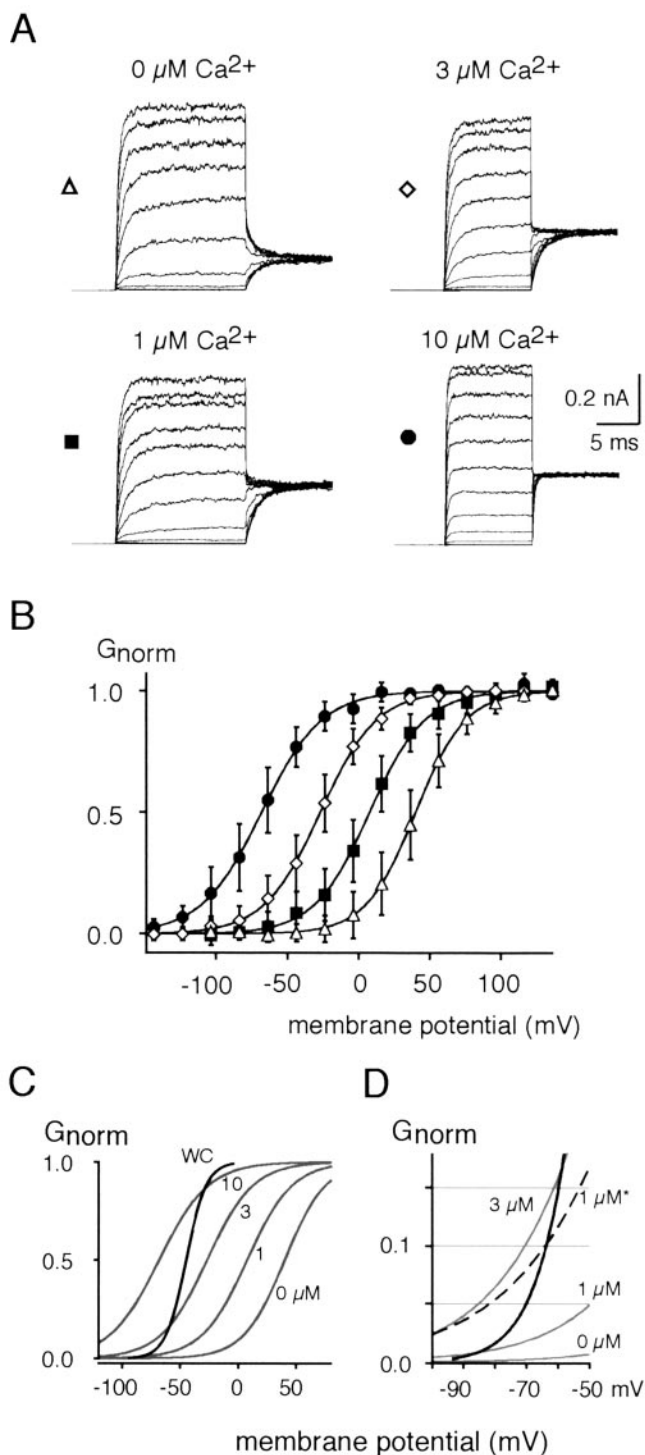 A
0 µM Ca2+
3 µM Ca2+
1 µM Ca2+
10 µM Ca2+
0.2 nA
5 ms
B
Gnorm
1.0
0.5
0.0
-100 -50 0 50 100
membrane potential (mV)
C
Gnorm
1.0
0.5
0.0
WC
10
3
1
0 µM
-100 -50 0 50
D
Gnorm
0.1
0.0
3 µM
1 µM*
1 µM
0 µM
-90 -70 -50 mV
membrane potential (mV)